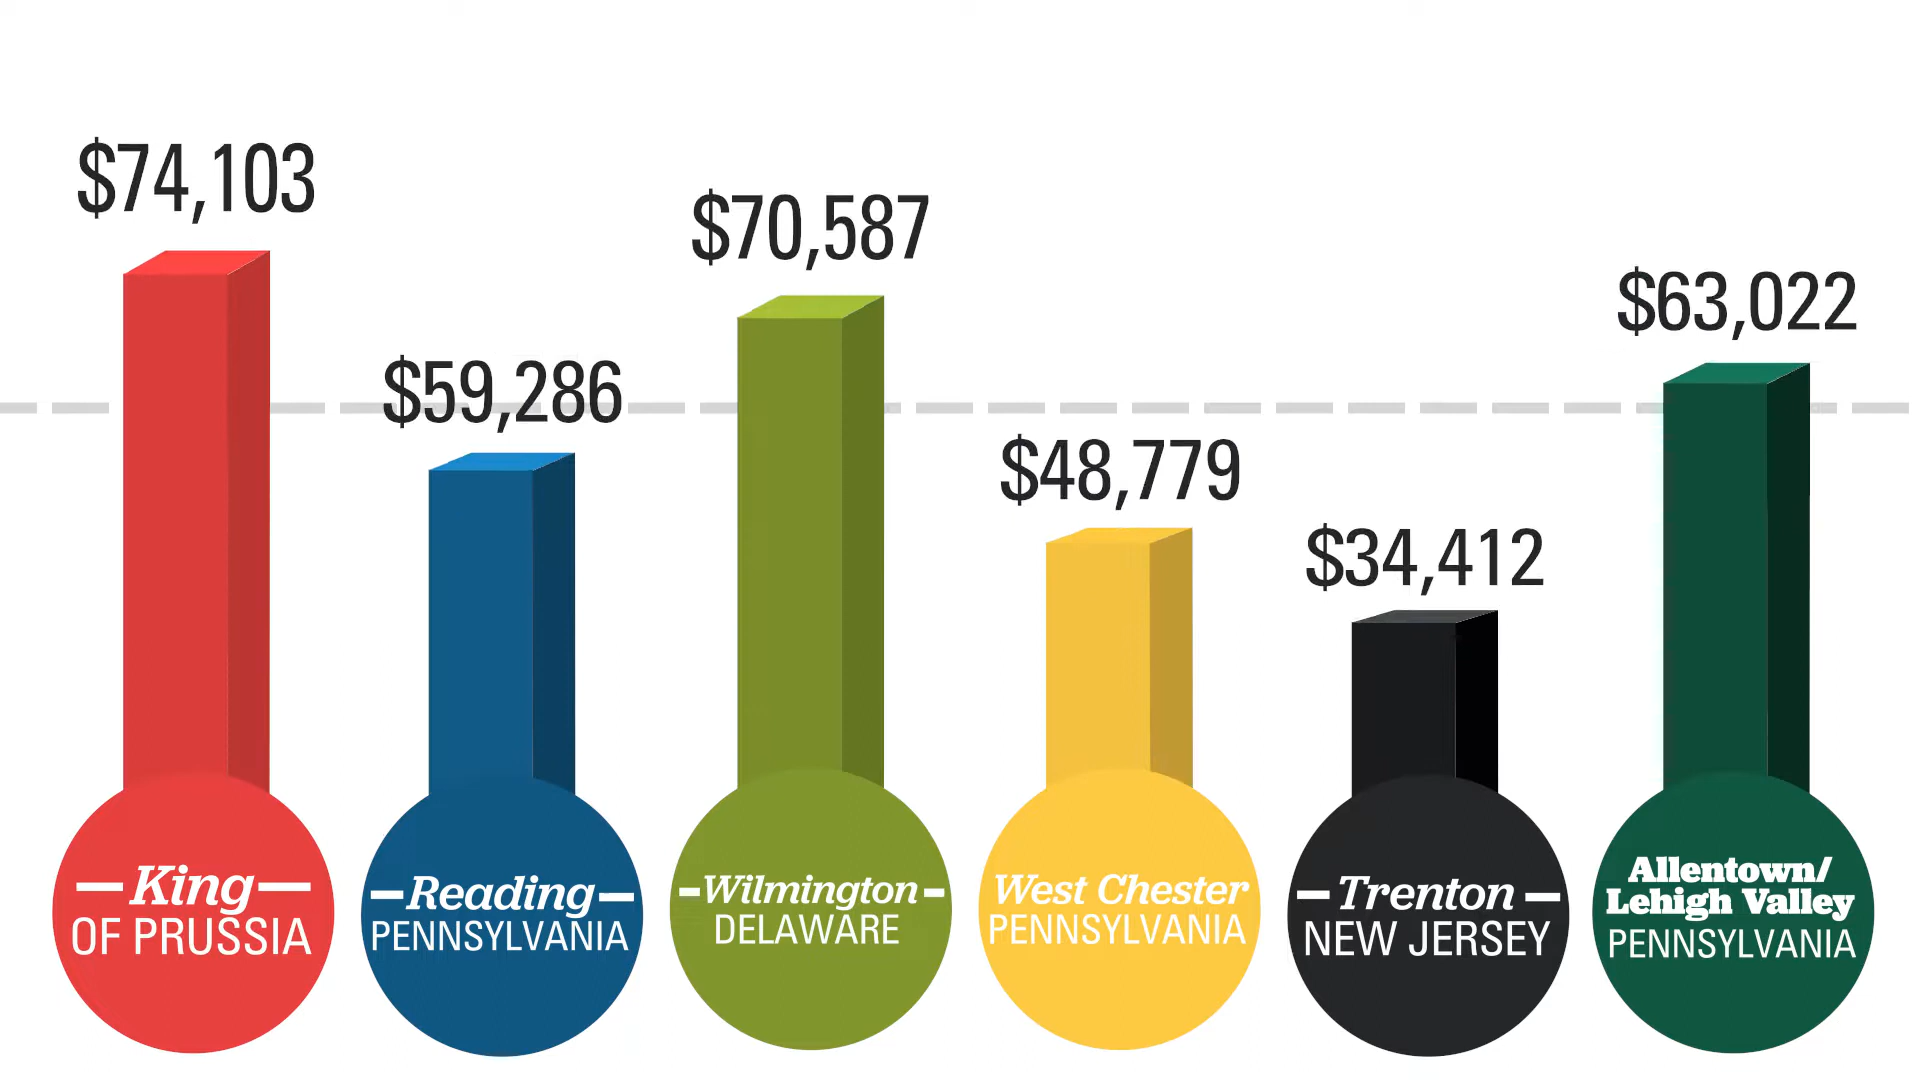 $74,103
$59,286
$70,587
$48,779
$34,412
$63,022
King
OF PRUSSIA
Reading
PENNSYLVANIA
Wilmington
DELAWARE
West Chester
PENNSYLVANIA
Trenton
NEW JERSEY
Allentown/
Lehigh Valley
PENNSYLVANIA